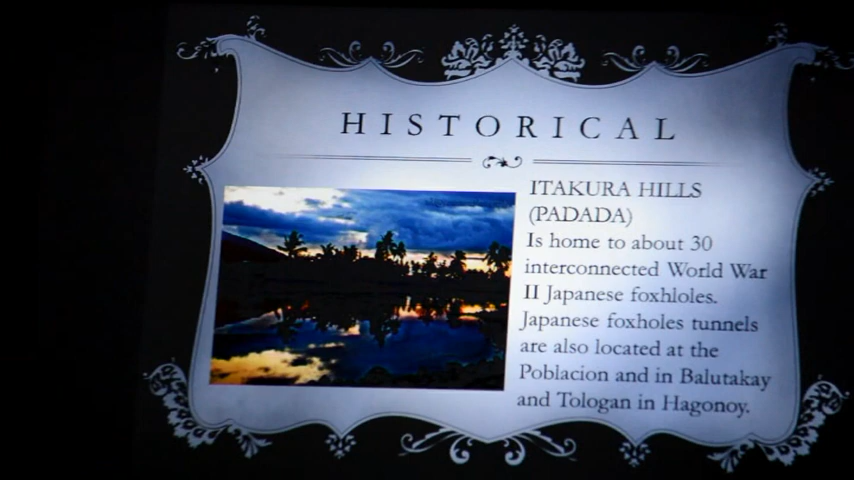 HISTORICAL
ITAKURA HILLS
(PADADA)
Is home to about 30
interconnected World War
II Japanese foxhloles.
Japanese foxholes tunnels
are also located at the
Poblacion and in Balutakay
and Tologan in Hagonoy.